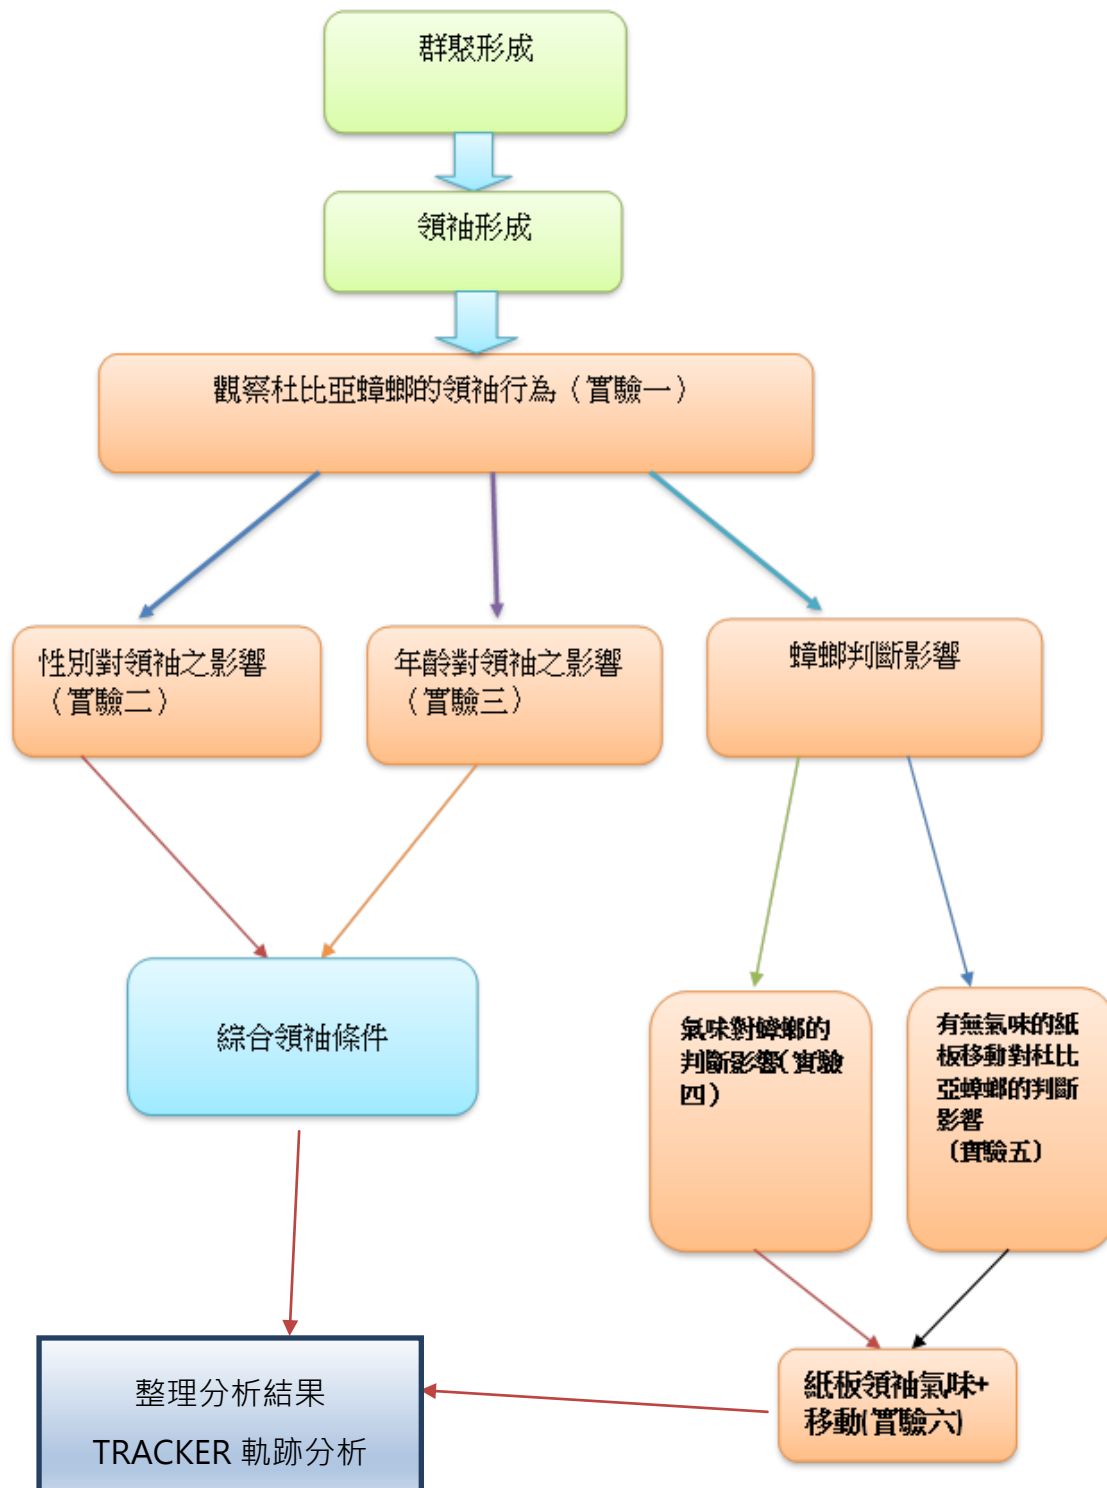 群聚形成
領袖形成
觀察杜比亞蟑螂的領袖行為（實驗一）
性別對領袖之影響
（實驗二）
年齡對領袖之影響
（實驗三）
蟑螂判斷影響
綜合領袖條件
氣味對蟑螂的
判斷影響(實驗
四）
有無氣味的紙
板移動對杜比
亞蟑螂的判斷
影響
（實驗五）
紙板領袖氣味+
移動(實驗六)
整理分析結果
TRACKER 軌跡分析